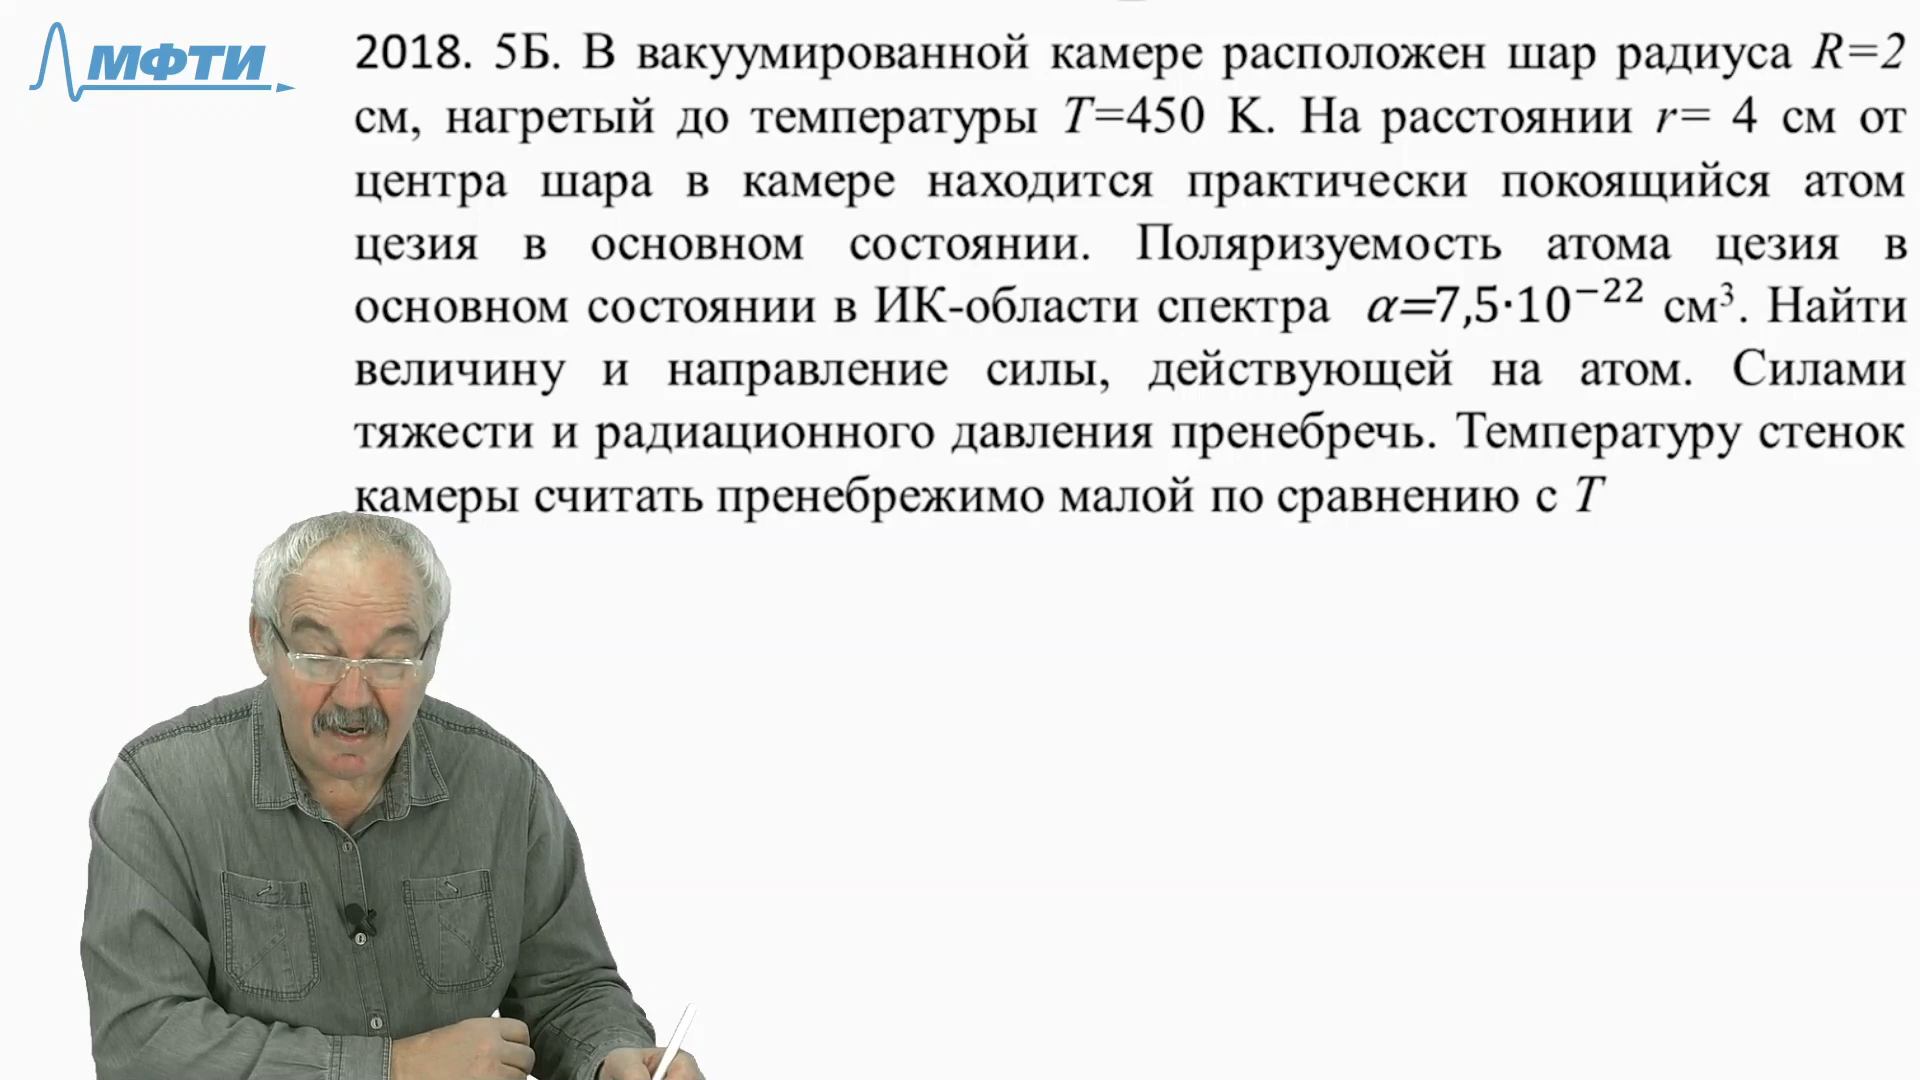 МФТИ
2018. 5Б. В вакуумированной камере расположен шар радиуса R=2
см, нагретый до температуры T=450 К. На расстоянии r= 4 см от
центра шара в камере находится практически покоящийся атом
цезия в основном состоянии. Поляризуемость атома цезия в
основном состоянии в ИК-области спектра α=7,5·10⁻²² см³. Найти
величину и направление силы, действующей на атом. Силами
тяжести и радиационного давления пренебречь. Температуру стенок
камеры считать пренебрежимо малой по сравнению с T